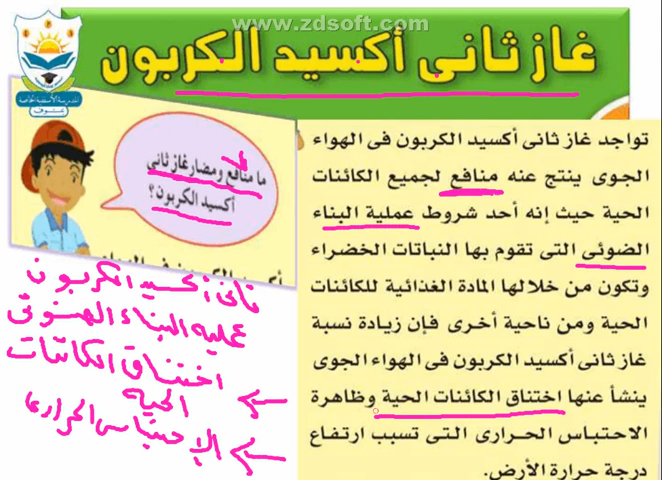 www.zdsoft.com
غاز ثانى أكسيد الكربون
ما منافع ومضار غاز ثاني
أكسيد الكربون؟
تواجد غاز ثانى أكسيد الكربون فى الهواء
الجوى ينتج عنه منافع لجميع الكائنات
الحية حيث إنه أحد شروط عملية البناء
الضوئى التى تقوم بها النباتات الخضراء
وتكون من خلالها المادة الغذائية للكائنات
الحية ومن ناحية أخرى فإن زيادة نسبة
غاز ثانى أكسيد الكربون فى الهواء الجوى
ينشأ عنها اختناق الكائنات الحية وظاهرة
الاحتباس الحرارى التى تسبب ارتفاع
درجة حرارة الأرض.
ثانى أكسيد الكربون
عملية البناء الضوئى
اختناق الكائنات
الحية
الإحتباس الحرارى